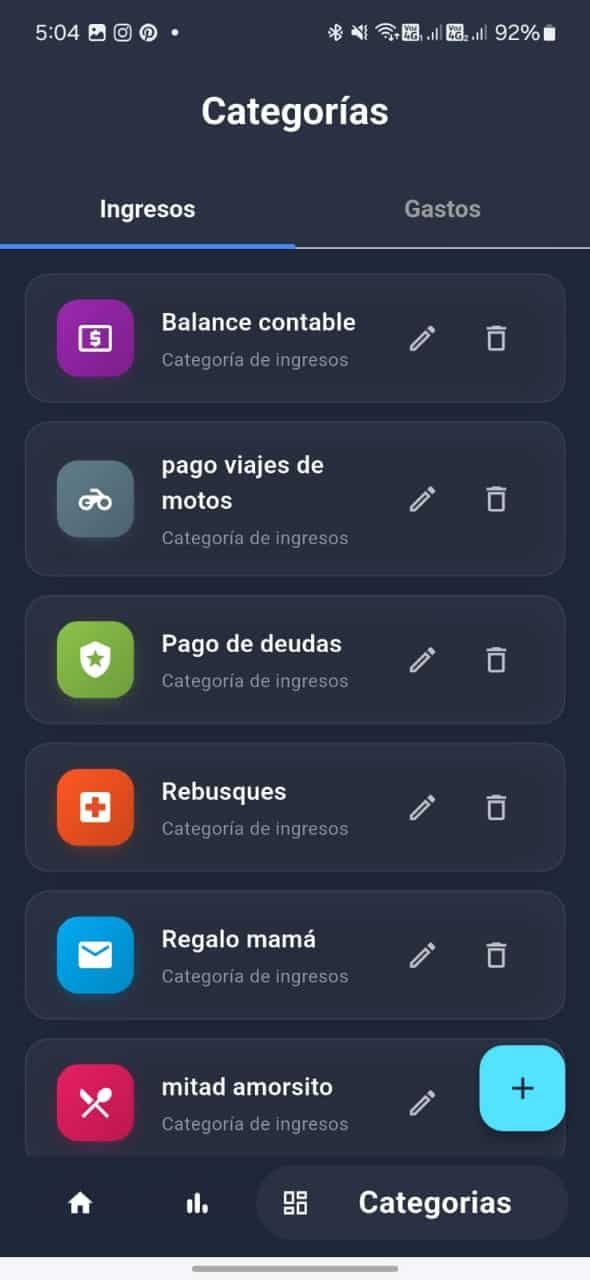 5:04
92%
Categorías
Ingresos Gastos
Balance contable
Categoría de ingresos
pago viajes de
motos
Categoría de ingresos
Pago de deudas
Categoría de ingresos
Rebusques
Categoría de ingresos
Regalo mamá
Categoría de ingresos
mitad amorsito
Categoría de ingresos
Categorias